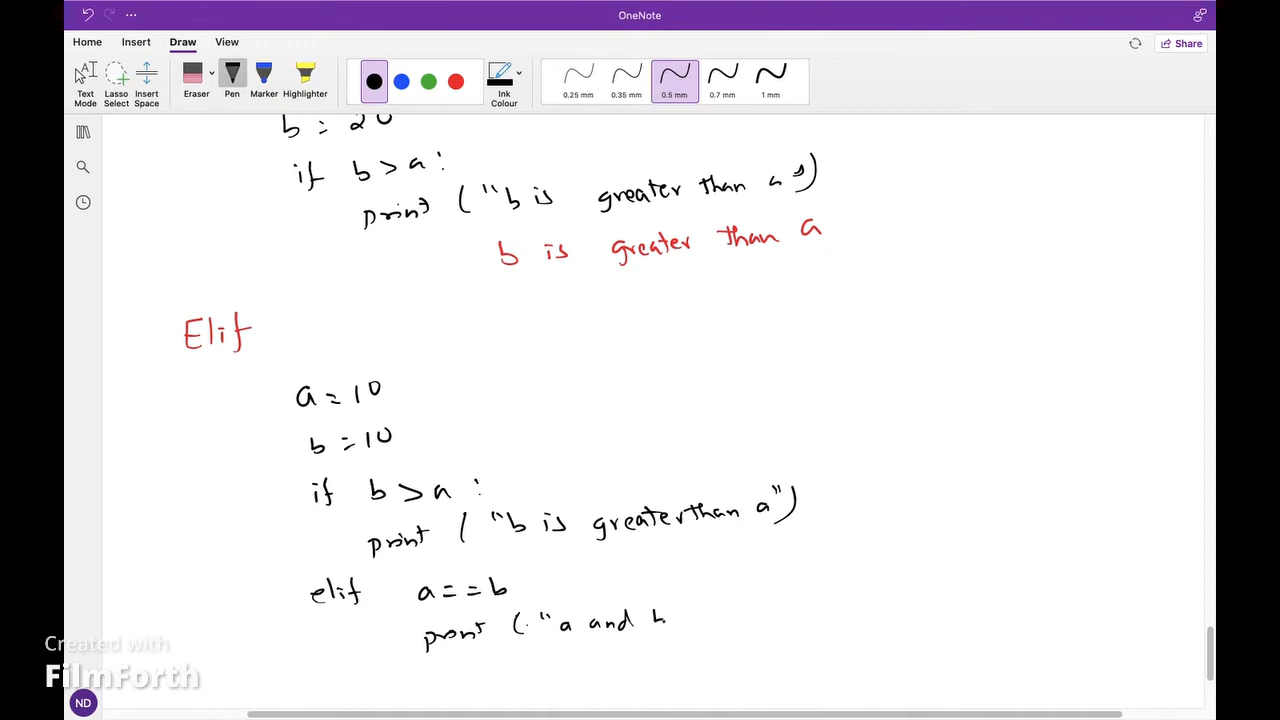 OneNote
Home Insert Draw View
Share
Text Mode Lasso Select Insert Space Eraser Pen Marker Highlighter Ink Colour 0.25 mm 0.35 mm 0.5 mm 0.7 mm 1 mm
b = 20
if b > a :
print ("b is greater than a")
b is greater than a
Elif
a = 10
b = 10
if b > a :
print ("b is greaterthan a")
elif a == b
print ("a and b
Created with
FilmForth
ND